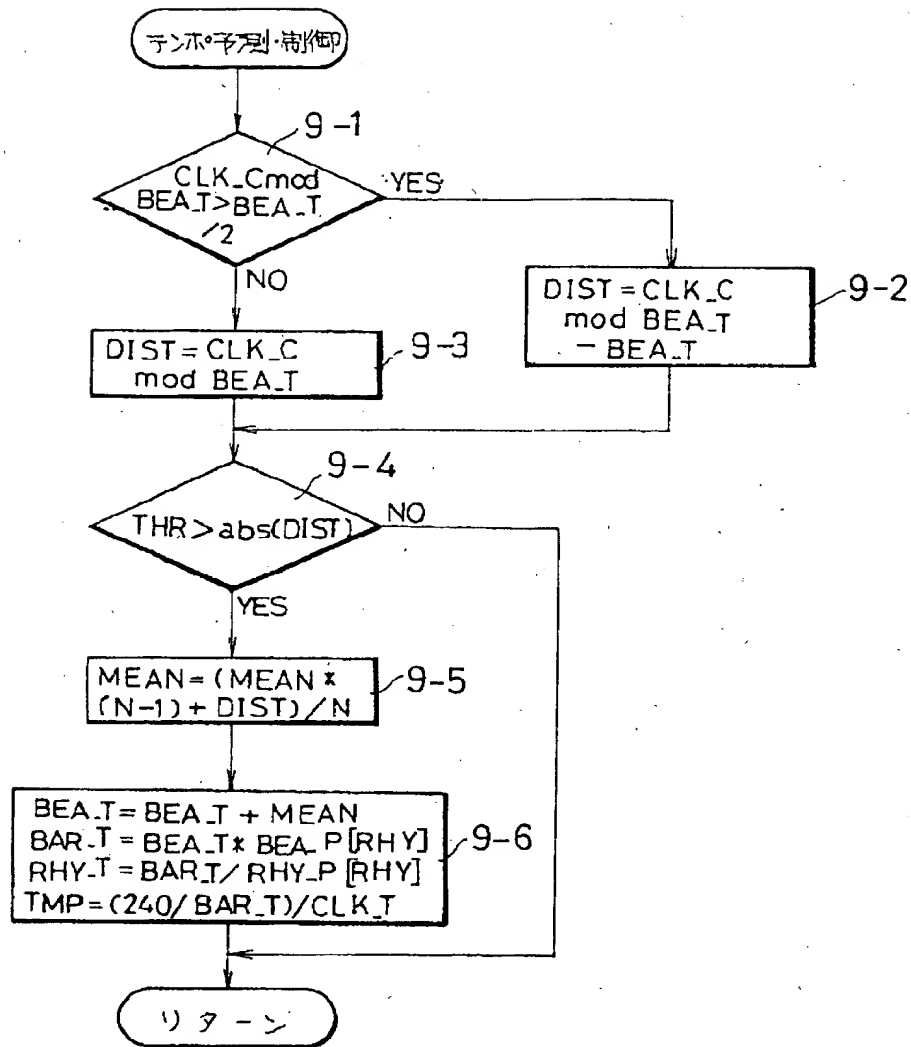 テンポ予測・制御
9-1
CLK_Cmod
BEA_T>BEA_T
/2
YES
NO
DIST=CLK_C
mod BEA_T
-BEA_T
9-2
DIST=CLK_C
mod BEA_T
9-3
9-4
THR>abs(DIST)
NO
YES
MEAN=(MEAN*
(N-1)+DIST)/N
9-5
BEA_T=BEA_T+MEAN
BAR_T=BEA_T*BEA_P[RHY]
RHY_T=BAR_T/RHY_P[RHY]
TMP=(240/BAR_T)/CLK_T
9-6
リターン